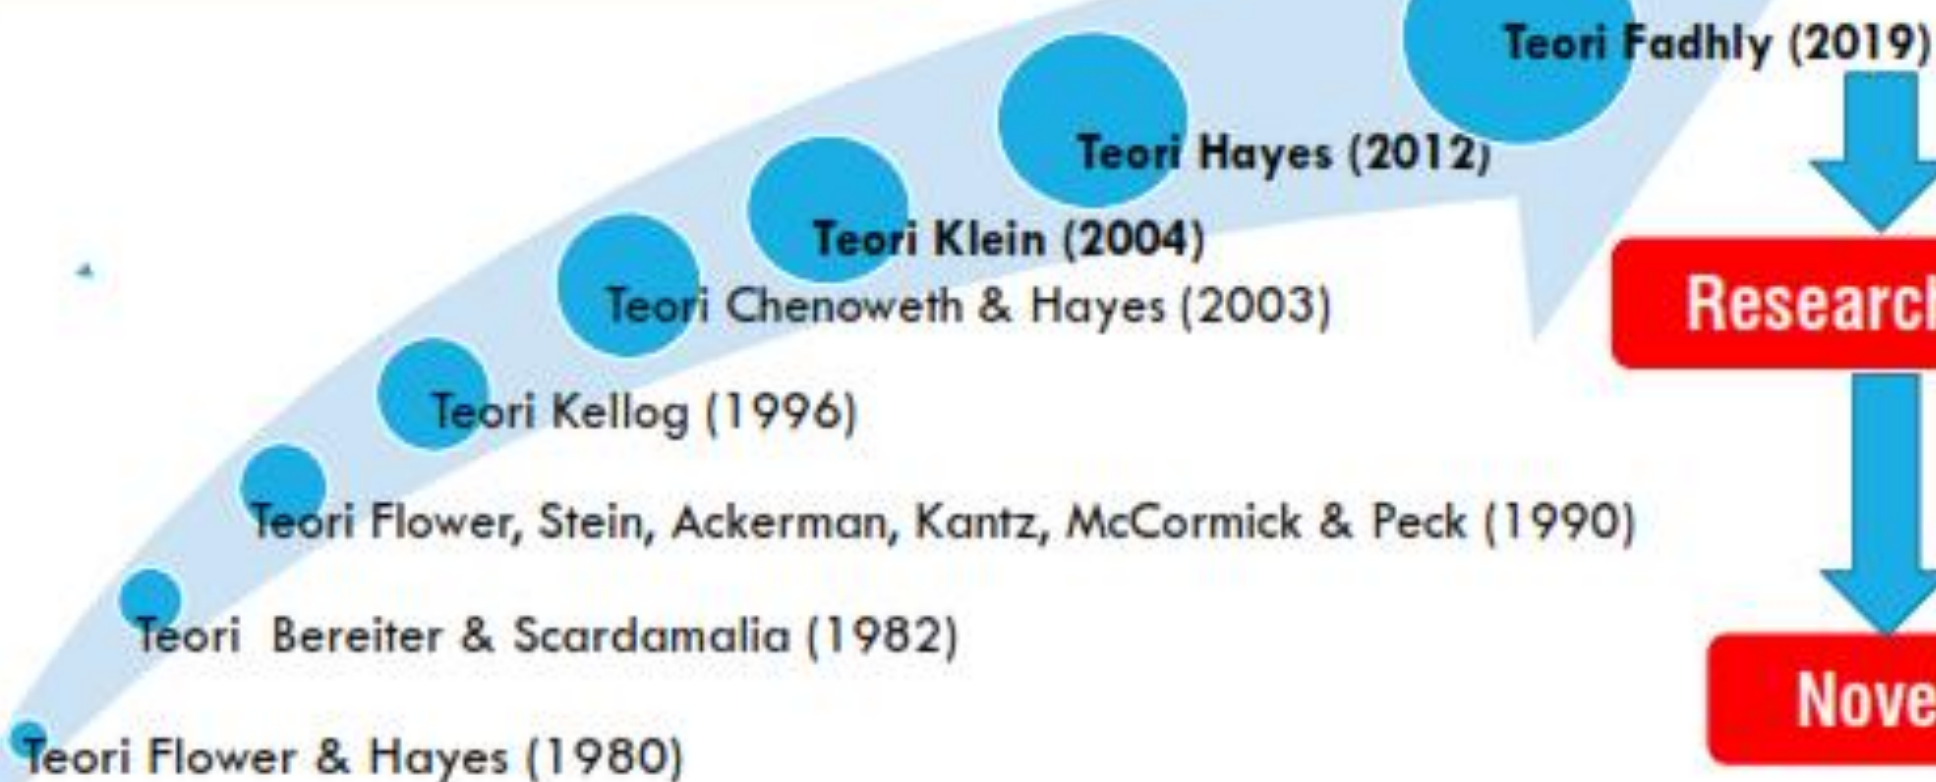 Teori Fadhly (2019)
Teori Hayes (2012)
Teori Klein (2004)
Teori Chenoweth & Hayes (2003)
Research
Teori Kellog (1996)
Teori Flower, Stein, Ackerman, Kantz, McCormick & Peck (1990)
Teori Bereiter & Scardamalia (1982)
Nove
Teori Flower & Hayes (1980)